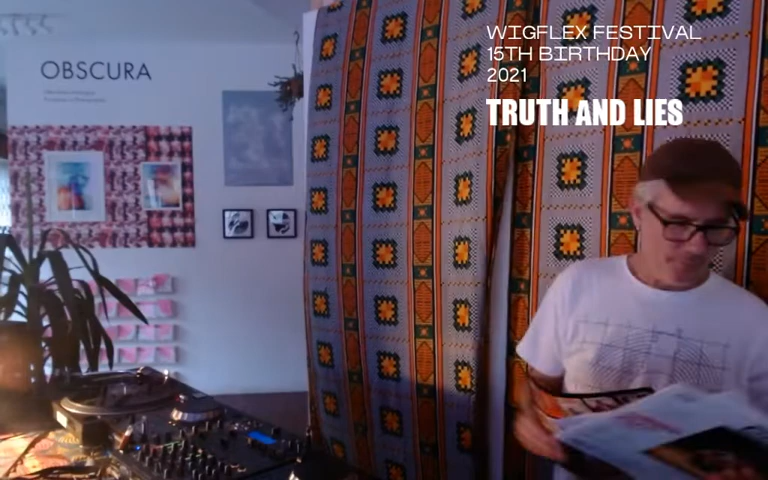 OBSCURA
WIGFLEX FESTIVAL
15TH BIRTHDAY
2021
TRUTH AND LIES